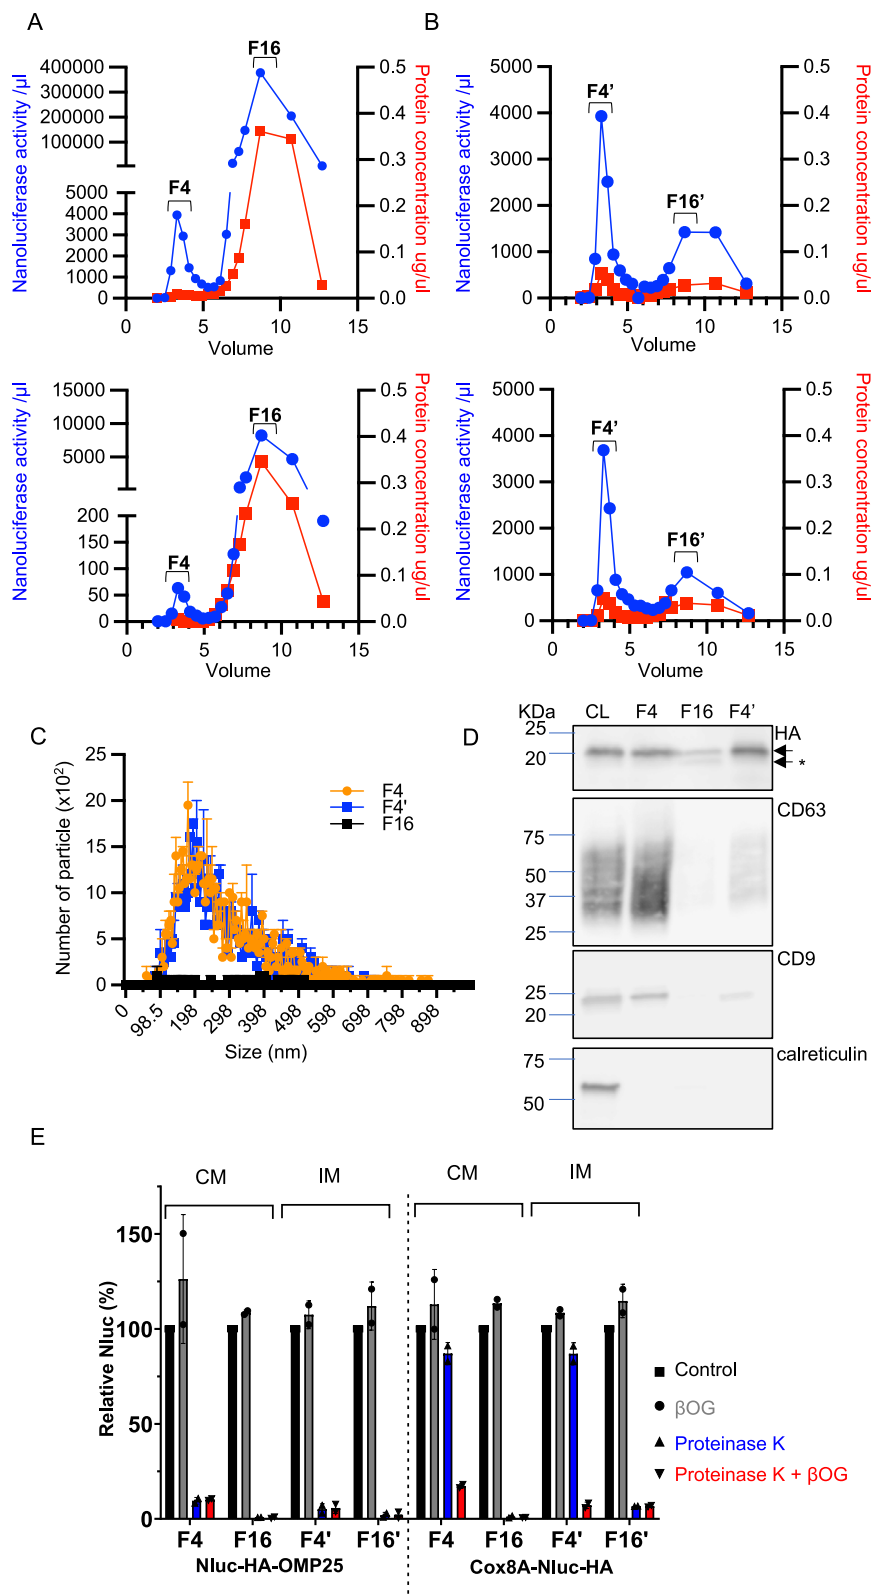 A
Nanoluciferase activity /µl
400000
300000
200000
100000
5000
4000
3000
2000
1000
0
F4
F16
0.5
0.4
0.3
0.2
0.1
0.0
Protein concentration ug/ul
0
5
10
15
Volume
B
Nanoluciferase activity /µl
5000
4000
3000
2000
1000
0
F4’
F16’
0.5
0.4
0.3
0.2
0.1
0.0
Protein concentration ug/ul
0
5
10
15
Volume
Nanoluciferase activity /µl
15000
10000
5000
200
150
100
50
0
F4
F16
0.5
0.4
0.3
0.2
0.1
0.0
Protein concentration ug/ul
0
5
10
15
Volume
Nanoluciferase activity /µl
5000
4000
3000
2000
1000
0
F4’
F16’
0.5
0.4
0.3
0.2
0.1
0.0
Protein concentration ug/ul
0
5
10
15
Volume
C
Number of particle (x10²)
25
20
15
10
5
0
F4
F4'
F16
0
98.5
198
298
398
498
598
698
798
898
Size (nm)
D
KDa
CL
F4
F16
F4’
25
20
HA
*
75
50
37
25
CD63
25
20
CD9
75
50
calreticulin
E
CM
IM
CM
IM
Relative Nluc (%)
150
100
50
0
F4
F16
F4'
F16'
F4
F16
F4'
F16'
Nluc-HA-OMP25
Cox8A-Nluc-HA
Control
βOG
Proteinase K
Proteinase K + βOG